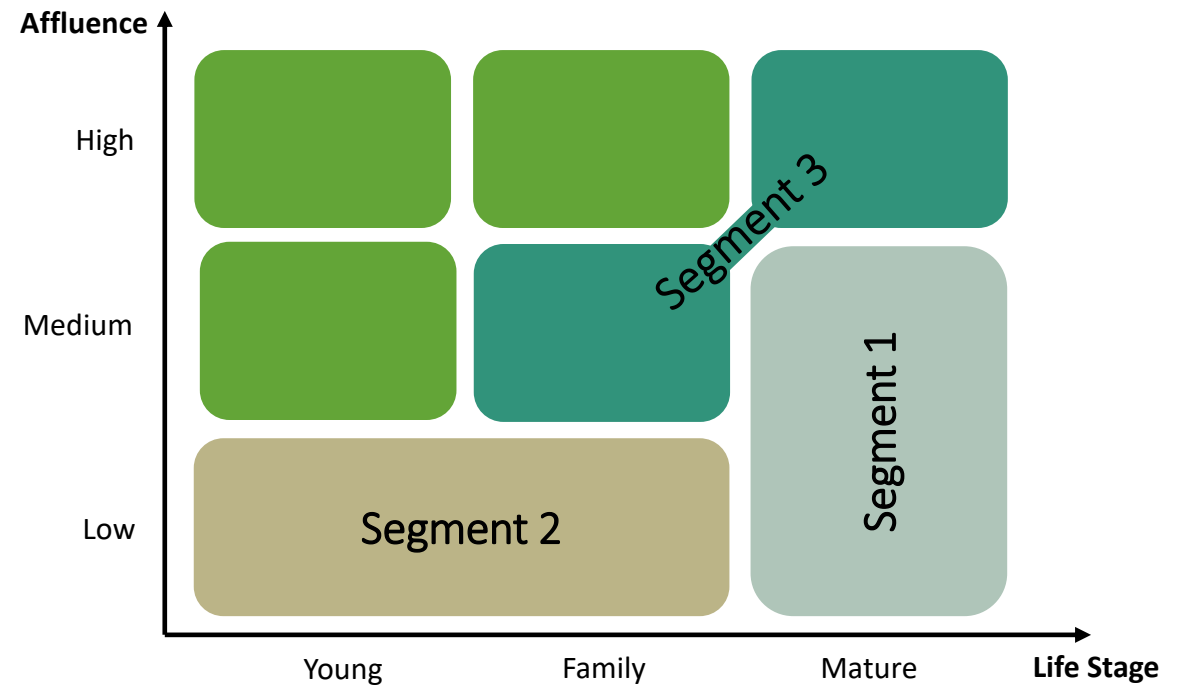 Affluence
High
Segment 3
Medium
Segment 1
Low
Segment 2
Young
Family
Mature
Life Stage